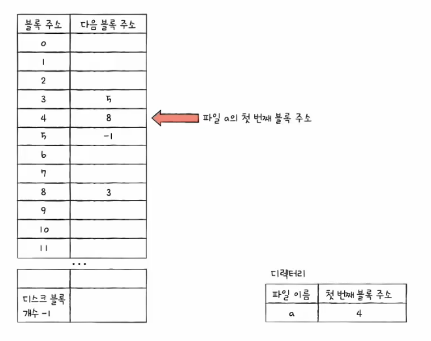 블록 주소 다음 블록 주소
0
1
2
3 5
4 8
파일 a의 첫 번째 블록 주소
5 -1
6
7
8 3
9
10
11
...
디스크 블록
개수 -1
디렉터리
파일 이름 첫 번째 블록 주소
a 4